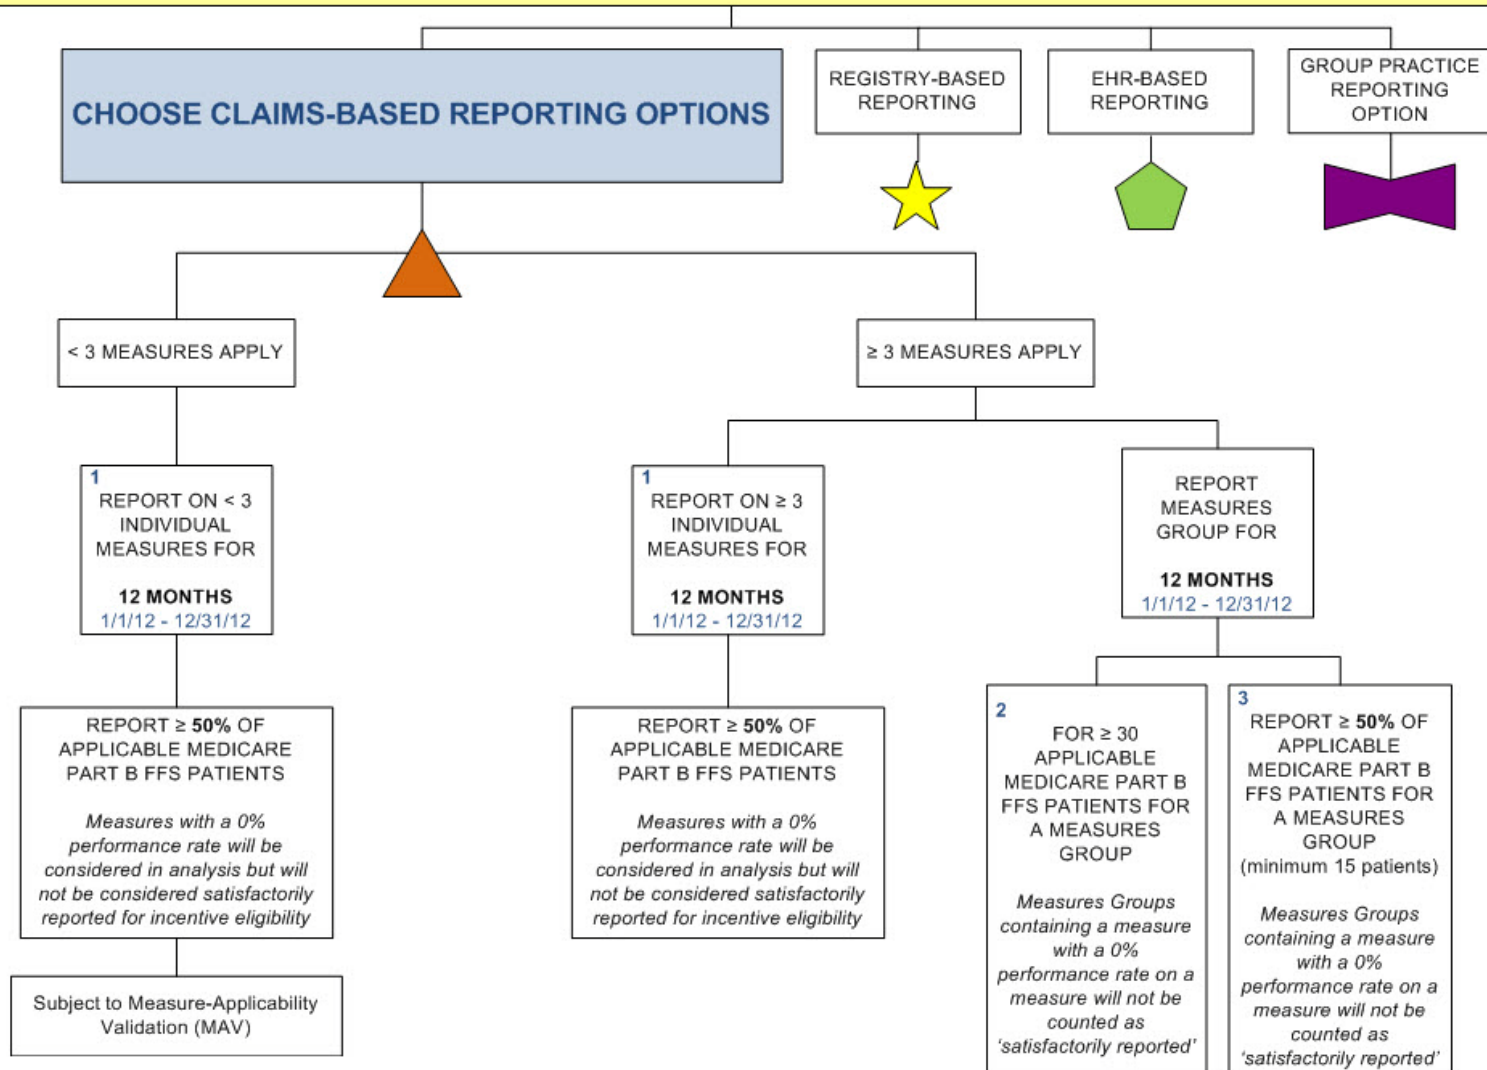 CHOOSE CLAIMS-BASED REPORTING OPTIONS
REGISTRY-BASED
REPORTING
EHR-BASED
REPORTING
GROUP PRACTICE
REPORTING
OPTION
< 3 MEASURES APPLY
≥ 3 MEASURES APPLY
1
REPORT ON < 3
INDIVIDUAL
MEASURES FOR
12 MONTHS
1/1/12 - 12/31/12
1
REPORT ON ≥ 3
INDIVIDUAL
MEASURES FOR
12 MONTHS
1/1/12 - 12/31/12
REPORT
MEASURES
GROUP FOR
12 MONTHS
1/1/12 - 12/31/12
REPORT ≥ 50% OF
APPLICABLE MEDICARE
PART B FFS PATIENTS
Measures with a 0%
performance rate will be
considered in analysis but will
not be considered satisfactorily
reported for incentive eligibility
REPORT ≥ 50% OF
APPLICABLE MEDICARE
PART B FFS PATIENTS
Measures with a 0%
performance rate will be
considered in analysis but will
not be considered satisfactorily
reported for incentive eligibility
2
FOR ≥ 30
APPLICABLE
MEDICARE PART B
FFS PATIENTS FOR
A MEASURES
GROUP
Measures Groups
containing a measure
with a 0%
performance rate on a
measure will not be
counted as
‘satisfactorily reported’
3
REPORT ≥ 50% OF
APPLICABLE
MEDICARE PART B
FFS PATIENTS FOR
A MEASURES
GROUP
(minimum 15 patients)
Measures Groups
containing a measure
with a 0%
performance rate on a
measure will not be
counted as
‘satisfactorily reported’
Subject to Measure-Applicability
Validation (MAV)